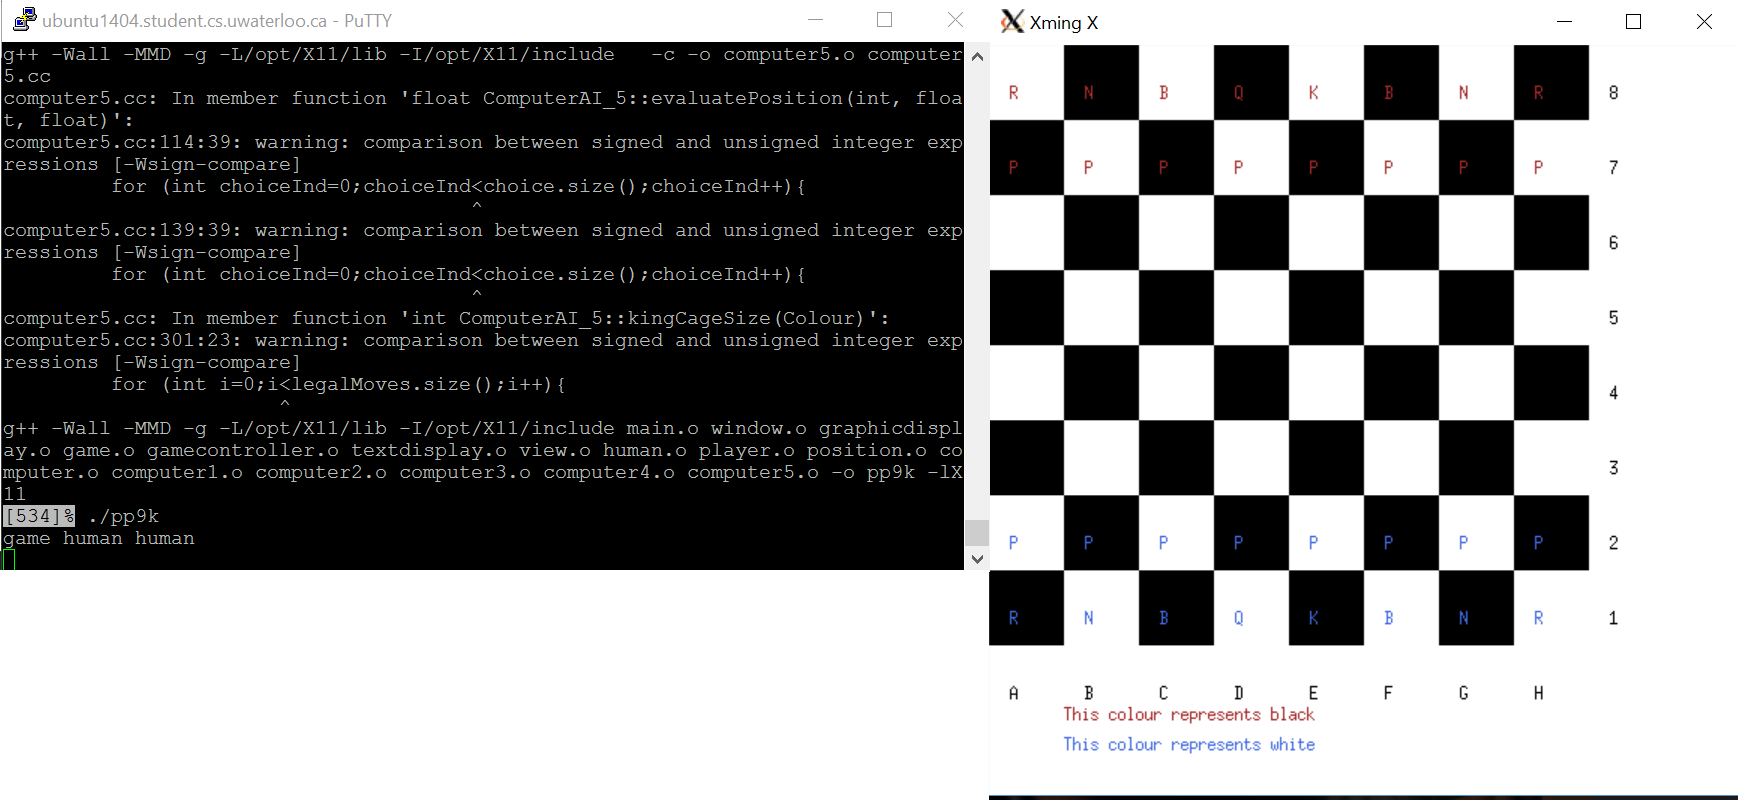 ubuntu1404.student.cs.uwaterloo.ca - PuTTY
g++ -Wall -MMD -g -L/opt/X11/lib -I/opt/X11/include   -c -o computer5.o computer
5.cc
computer5.cc: In member function 'float ComputerAI_5::evaluatePosition(int, floa
t, float)':
computer5.cc:114:39: warning: comparison between signed and unsigned integer exp
ressions [-Wsign-compare]
         for (int choiceInd=0;choiceInd<choice.size();choiceInd++){
                                       ^
computer5.cc:139:39: warning: comparison between signed and unsigned integer exp
ressions [-Wsign-compare]
         for (int choiceInd=0;choiceInd<choice.size();choiceInd++){
                                       ^
computer5.cc: In member function 'int ComputerAI_5::kingCageSize(Colour)':
computer5.cc:301:23: warning: comparison between signed and unsigned integer exp
ressions [-Wsign-compare]
         for (int i=0;i<legalMoves.size();i++){
                       ^
g++ -Wall -MMD -g -L/opt/X11/lib -I/opt/X11/include main.o window.o graphicdispl
ay.o game.o gamecontroller.o textdisplay.o view.o human.o player.o position.o co
mputer.o computer1.o computer2.o computer3.o computer4.o computer5.o -o pp9k -lX
11
[534]% ./pp9k
game human human
Xming X
R N B Q K B N R 8
P P P P P P P P 7
6
5
4
3
P P P P P P P P 2
R N B Q K B N R 1
A B C D E F G H
This colour represents black
This colour represents white